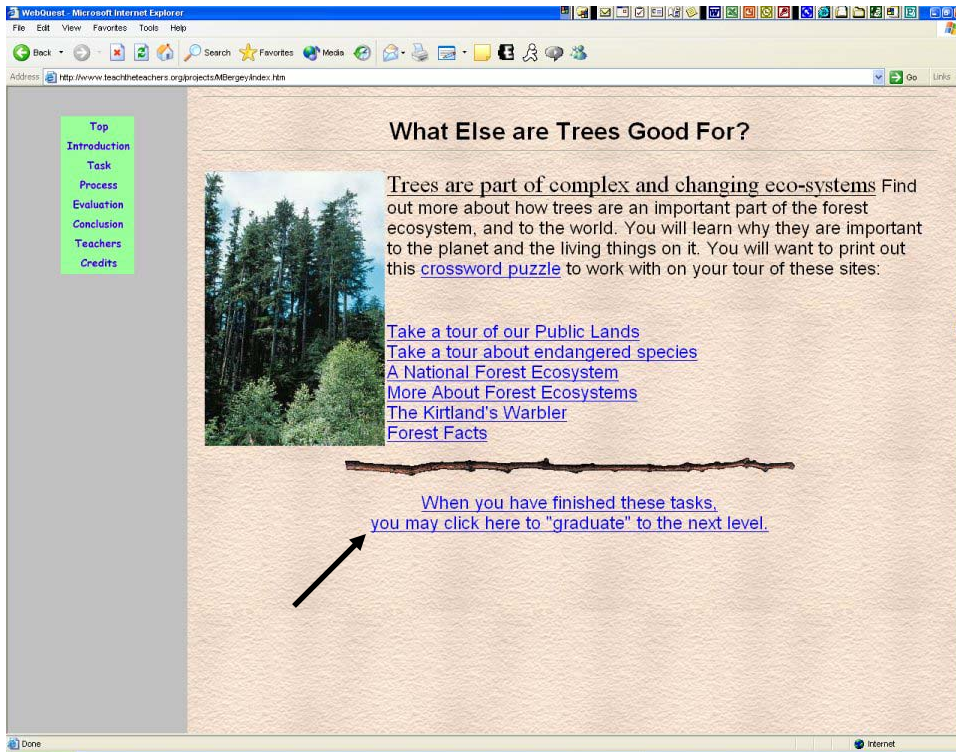 WebQuest - Microsoft Internet Explorer
File Edit View Favorites Tools Help
Back Search Favorites Media
Address http://www.teachtheteachers.org/projects/MBergey/index.htm Go Links
Top
Introduction
Task
Process
Evaluation
Conclusion
Teachers
Credits
What Else are Trees Good For?
Trees are part of complex and changing eco-systems Find
out more about how trees are an important part of the forest
ecosystem, and to the world. You will learn why they are important
to the planet and the living things on it. You will want to print out
this crossword puzzle to work with on your tour of these sites:
Take a tour of our Public Lands
Take a tour about endangered species
A National Forest Ecosystem
More About Forest Ecosystems
The Kirtland's Warbler
Forest Facts
When you have finished these tasks,
you may click here to "graduate" to the next level.
Done Internet